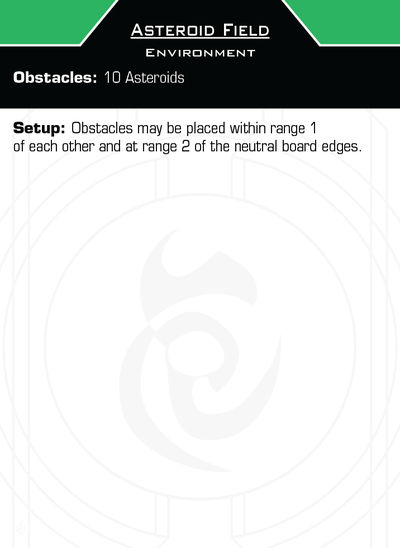 Asteroid Field
Environment
Obstacles: 10 Asteroids
Setup: Obstacles may be placed within range 1
of each other and at range 2 of the neutral board edges.